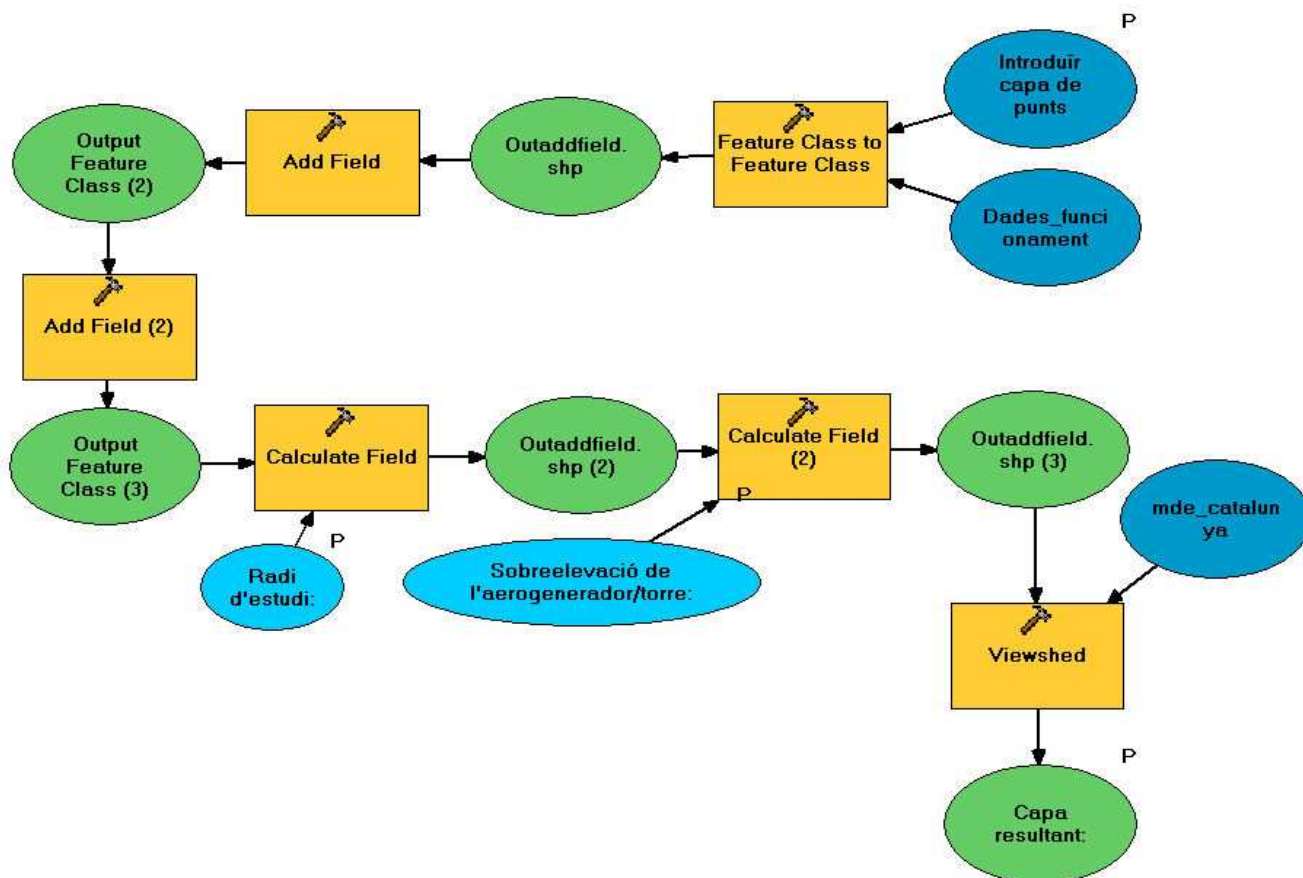 P
Introduïr
capa de
punts
Feature Class to
Feature Class
Dades_funci
onament
Outaddfield.
shp
Add Field
Output
Feature
Class (2)
Add Field (2)
Output
Feature
Class (3)
Calculate Field
P
Radi
d'estudi:
Outaddfield.
shp (2)
Calculate Field
(2)
P
Sobreelevació de
l'aerogenerador/torre:
Outaddfield.
shp (3)
mde_catalun
ya
Viewshed
P
Capa
resultant: